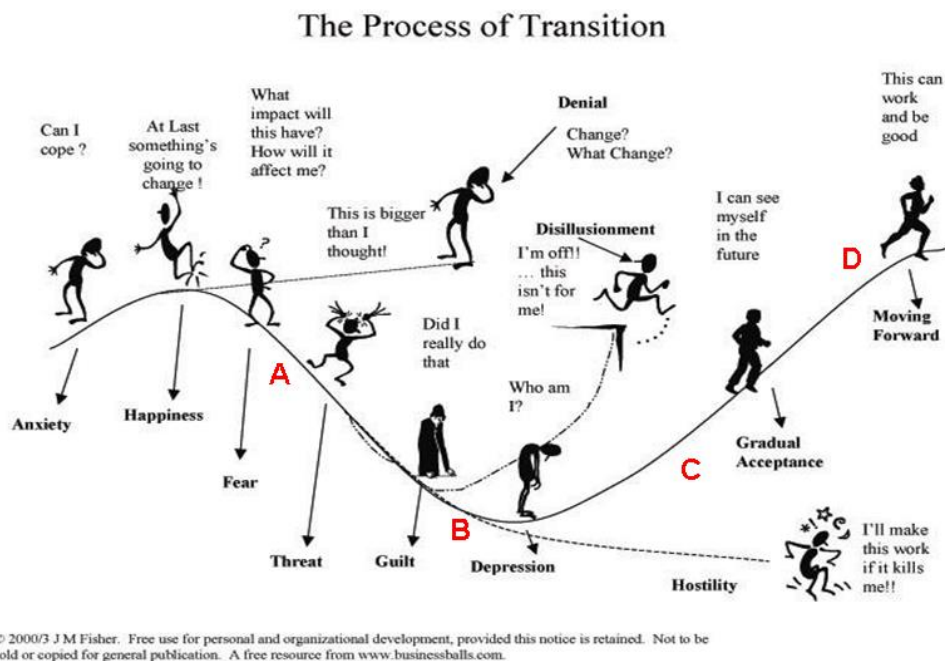 The Process of Transition
Can I
cope ?
At Last
something's
going to
change !
What
impact will
this have?
How will it
affect me?
This is bigger
than I
thought!
Denial
Change?
What Change?
Disillusionment
I'm off!!
... this
isn't for
me!
I can see
myself
in the
future
This can
work
and be
good
?
Did I
really do
that
Who am
I?
A
B
C
D
Anxiety
Happiness
Fear
Threat
Guilt
Depression
Hostility
Gradual
Acceptance
Moving
Forward
I'll make
this work
if it kills
me!!
© 2000/3 J M Fisher. Free use for personal and organizational development, provided this notice is retained. Not to be
old or copied for general publication. A free resource from www.businessballs.com.